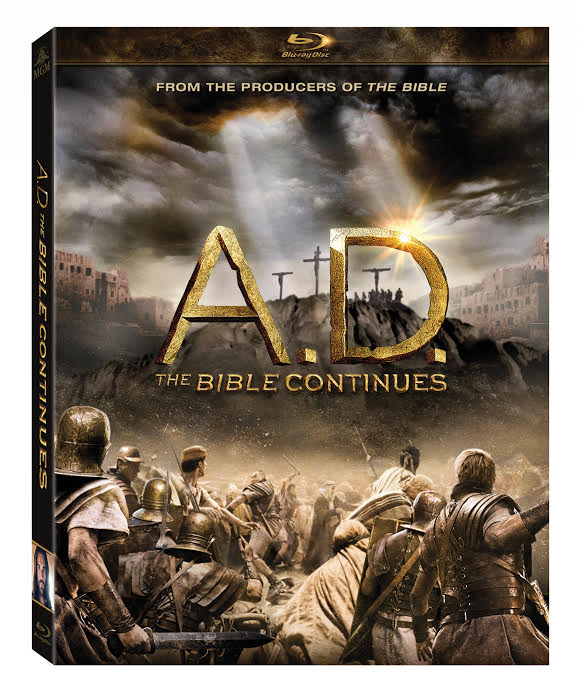 Blu-ray Disc
FROM THE PRODUCERS OF THE BIBLE
A.D.
THE BIBLE CONTINUES
MGM
A.D. THE BIBLE CONTINUES